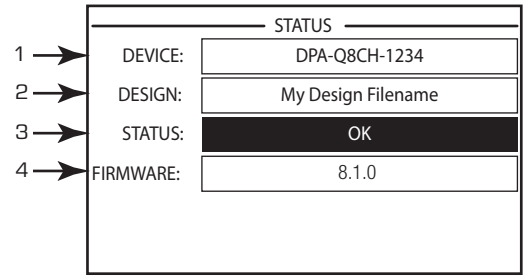 STATUS
1 DEVICE: DPA-Q8CH-1234
2 DESIGN: My Design Filename
3 STATUS: OK
4 FIRMWARE: 8.1.0